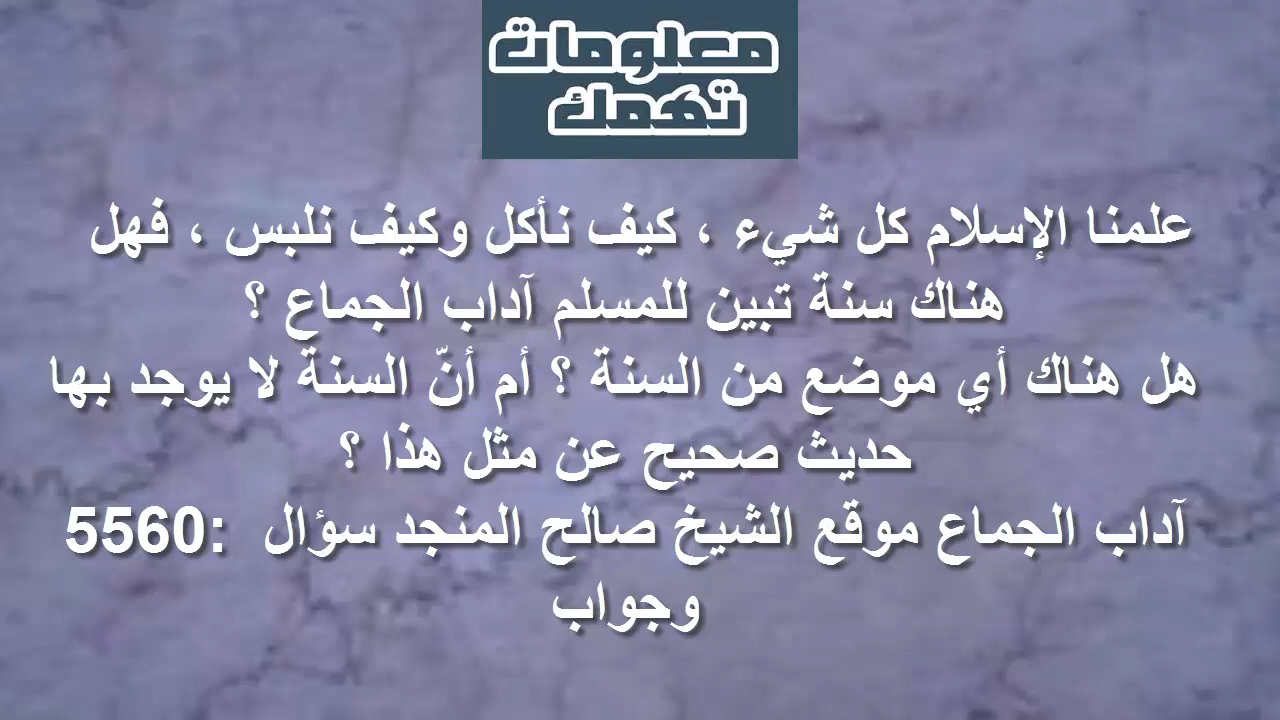 معلومات
تهمك
علمنا الإسلام كل شيء ، كيف نأكل وكيف نلبس ، فهل
هناك سنة تبين للمسلم آداب الجماع ؟
هل هناك أي موضع من السنة ؟ أم أنّ السنة لا يوجد بها
حديث صحيح عن مثل هذا ؟
آداب الجماع موقع الشيخ صالح المنجد سؤال :5560
وجواب